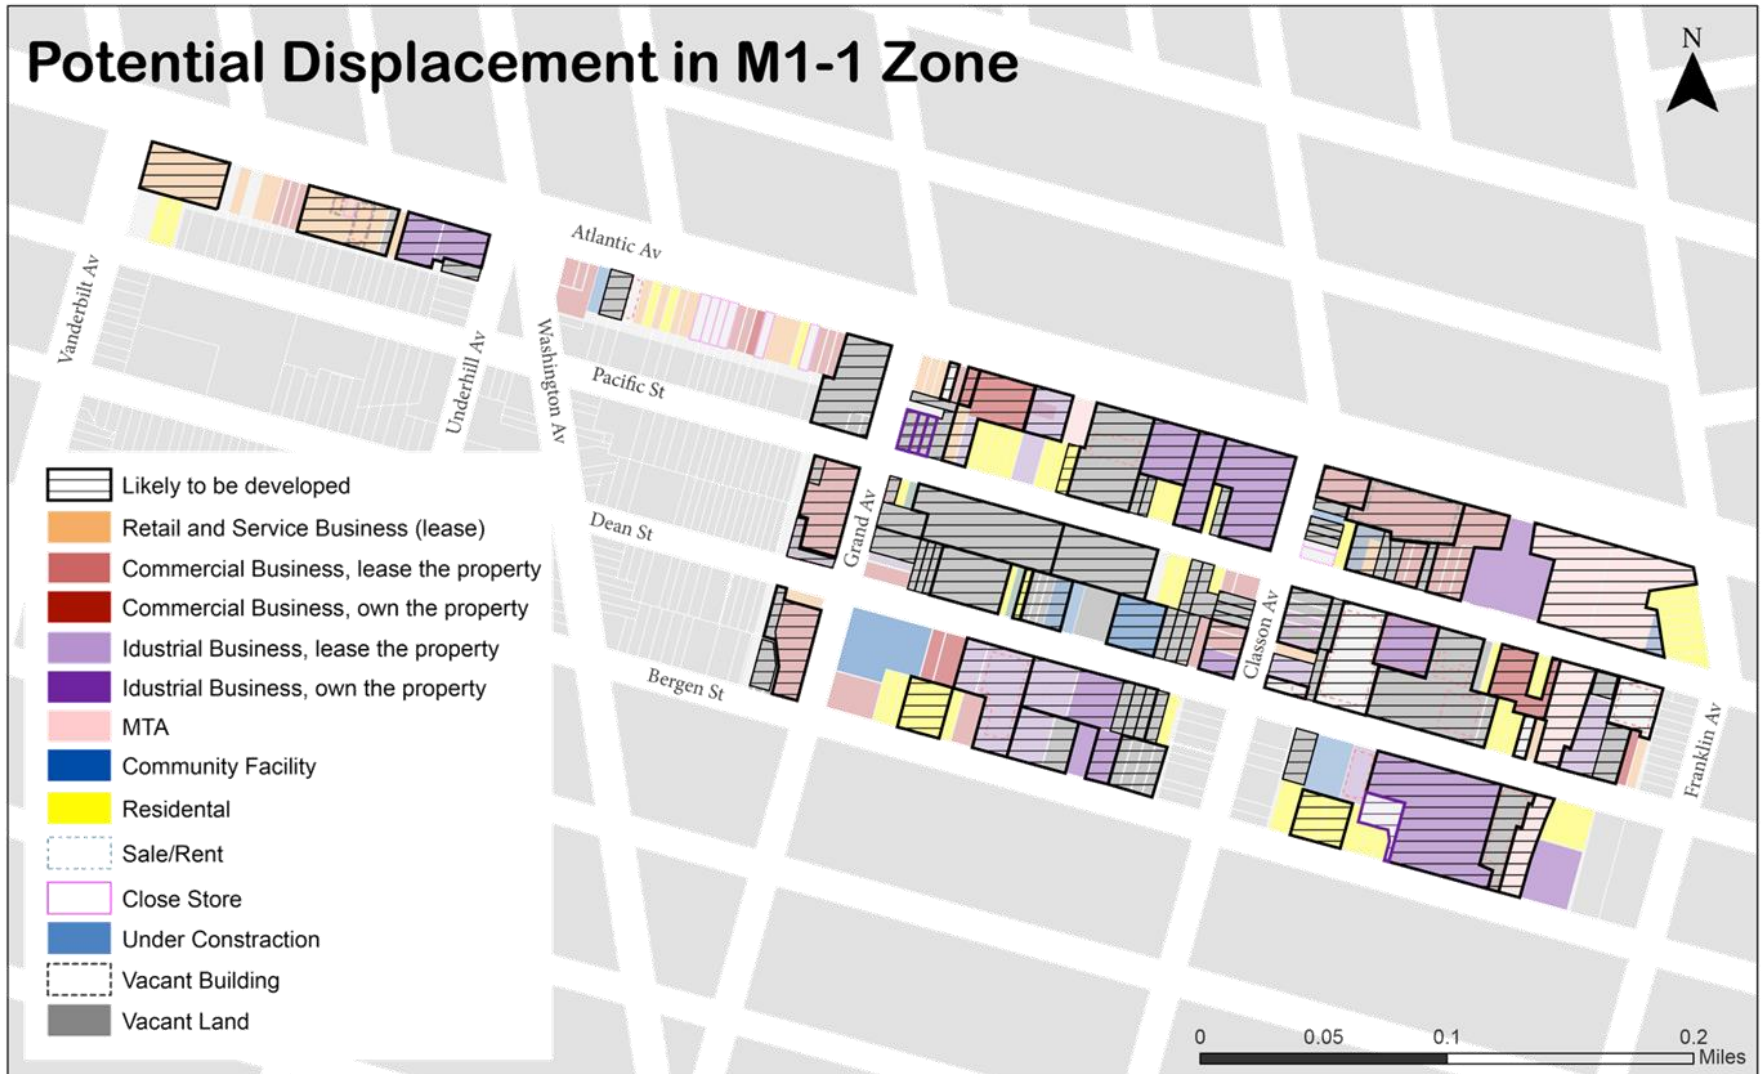 Potential Displacement in M1-1 Zone
N
Atlantic Av
Vanderbilt Av
Underhill Av
Washington Av
Pacific St
Grand Av
Dean St
Classon Av
Bergen St
Franklin Av
Likely to be developed
Retail and Service Business (lease)
Commercial Business, lease the property
Commercial Business, own the property
Idustrial Business, lease the property
Idustrial Business, own the property
MTA
Community Facility
Residental
Sale/Rent
Close Store
Under Constraction
Vacant Building
Vacant Land
0 0.05 0.1 0.2
Miles